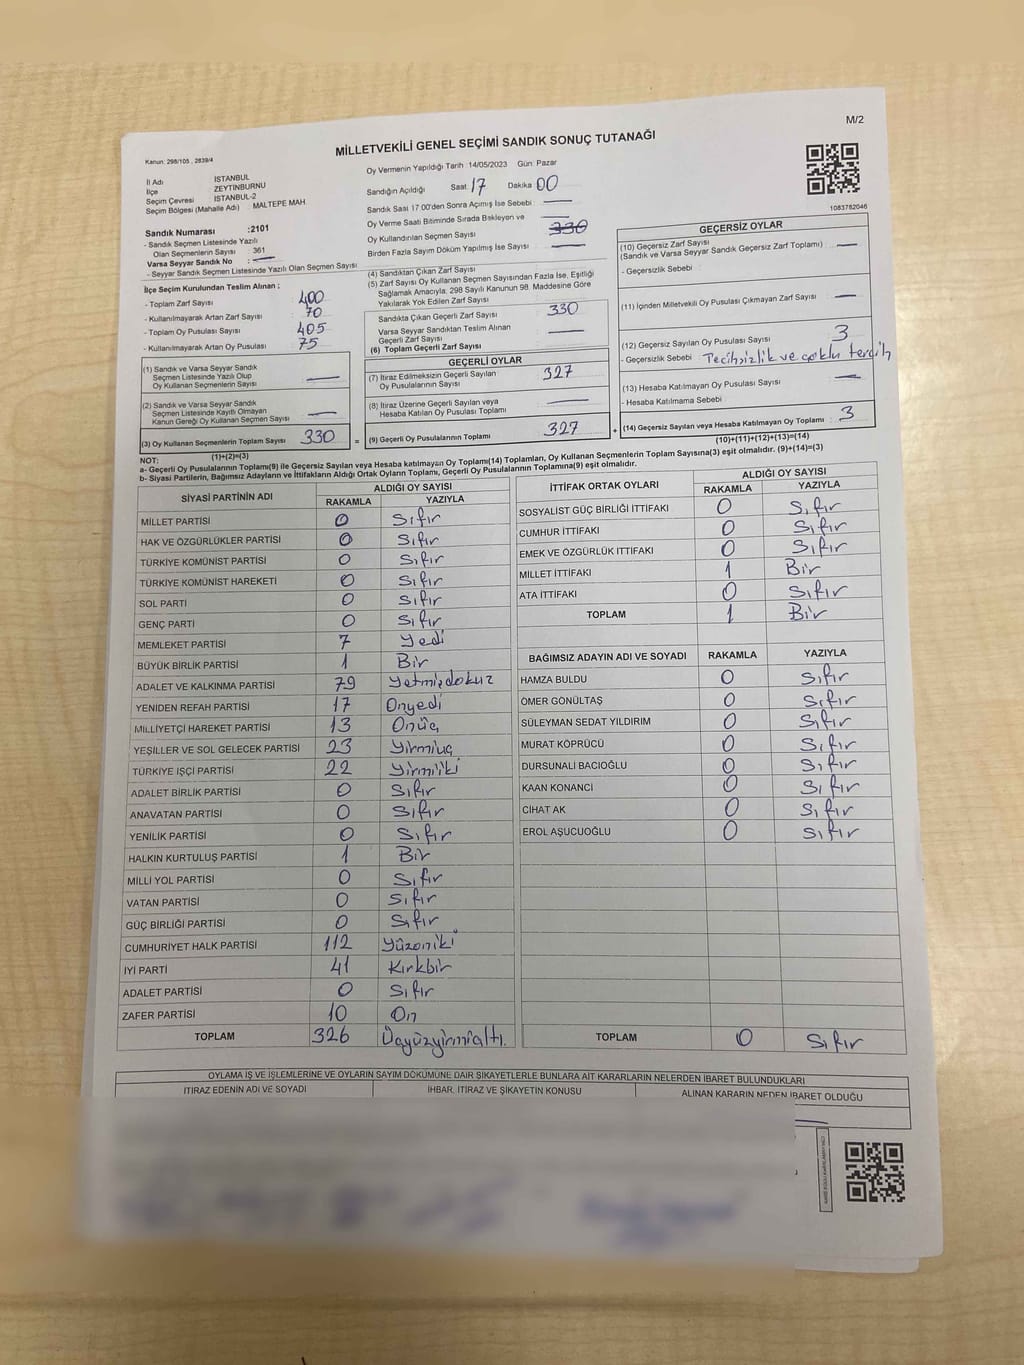 M/2
MİLLETVEKİLİ GENEL SEÇİMİ SANDIK SONUÇ TUTANAĞI
Kanun: 298/105 , 2839/4
İl Adı İSTANBUL
İlçe ZEYTİNBURNU
Seçim Çevresi İSTANBUL-2
Seçim Bölgesi (Mahalle Adı) : MALTEPE MAH.
Sandık Numarası :2101
- Sandık Seçmen Listesinde Yazılı
Olan Seçmenlerin Sayısı : 361
Varsa Seyyar Sandık No : —
- Seyyar Sandık Seçmen Listesinde Yazılı Olan Seçmen Sayısı
Oy Vermenin Yapıldığı Tarih : 14/05/2023 Gün: Pazar
Sandığın Açıldığı Saat 17 Dakika 00
Sandık Saat 17.00'den Sonra Açılmış İse Sebebi —
Oy Verme Saati Bitiminde Sırada Bekleyen ve
Oy Kullandırılan Seçmen Sayısı 330
Birden Fazla Sayım Döküm Yapılmış İse Sayısı —
1083782046
İlçe Seçim Kurulundan Teslim Alınan ;
- Toplam Zarf Sayısı 400
- Kullanılmayarak Artan Zarf Sayısı 70
- Toplam Oy Pusulası Sayısı 405
- Kullanılmayarak Artan Oy Pusulası 75
(1) Sandık ve Varsa Seyyar Sandık
Seçmen Listesinde Yazılı Olup
Oy Kullanan Seçmenlerin Sayısı —
(2) Sandık ve Varsa Seyyar Sandık
Seçmen Listesinde Kayıtlı Olmayan
Kanun Gereği Oy Kullanan Seçmen Sayısı —
(3) Oy Kullanan Seçmenlerin Toplam Sayısı 330
(1)+(2)=(3)
(4) Sandıktan Çıkan Zarf Sayısı
(5) Zarf Sayısı Oy Kullanan Seçmen Sayısından Fazla İse, Eşitliği
Sağlamak Amacıyla, 298 Sayılı Kanunun 98. Maddesine Göre
Yakılarak Yok Edilen Zarf Sayısı
Sandıkta Çıkan Geçerli Zarf Sayısı 330
Varsa Seyyar Sandıktan Teslim Alınan
Geçerli Zarf Sayısı —
(6) Toplam Geçerli Zarf Sayısı
GEÇERLİ OYLAR
(7) İtiraz Edilmeksizin Geçerli Sayılan
Oy Pusulalarının Sayısı 327
(8) İtiraz Üzerine Geçerli Sayılan veya
Hesaba Katılan Oy Pusulası Toplamı —
= (9) Geçerli Oy Pusulalarının Toplamı 327 +
GEÇERSİZ OYLAR
(10) Geçersiz Zarf Sayısı
(Sandık ve Varsa Seyyar Sandık Geçersiz Zarf Toplamı) : —
- Geçersizlik Sebebi :
(11) İçinden Milletvekili Oy Pusulası Çıkmayan Zarf Sayısı —
(12) Geçersiz Sayılan Oy Pusulası Sayısı 3
- Geçersizlik Sebebi : Tecihsizlik ve çoklu tercih
(13) Hesaba Katılmayan Oy Pusulası Sayısı —
- Hesaba Katılmama Sebebi :
(14) Geçersiz Sayılan veya Hesaba Katılmayan Oy Toplamı : 3
(10)+(11)+(12)+(13)=(14)
NOT:
a- Geçerli Oy Pusulalarının Toplamı(9) ile Geçersiz Sayılan veya Hesaba katılmayan Oy Toplamı(14) Toplamları, Oy Kullanan Seçmenlerin Toplam Sayısına(3) eşit olmalıdır. (9)+(14)=(3)
b- Siyasi Partilerin, Bağımsız Adayların ve İttifakların Aldığı Ortak Oyların Toplamı, Geçerli Oy Pusulalarının Toplamına(9) eşit olmalıdır.
SİYASİ PARTİNİN ADI ALDIĞI OY SAYISI
RAKAMLA YAZIYLA
MİLLET PARTİSİ 0 Sıfır
HAK VE ÖZGÜRLÜKLER PARTİSİ 0 Sıfır
TÜRKİYE KOMÜNİST PARTİSİ 0 Sıfır
TÜRKİYE KOMÜNİST HAREKETİ 0 Sıfır
SOL PARTİ 0 Sıfır
GENÇ PARTİ 0 Sıfır
MEMLEKET PARTİSİ 7 Yedi
BÜYÜK BİRLİK PARTİSİ 1 Bir
ADALET VE KALKINMA PARTİSİ 79 Yetmişdokuz
YENİDEN REFAH PARTİSİ 17 Onyedi
MİLLİYETÇİ HAREKET PARTİSİ 13 Onüç
YEŞİLLER VE SOL GELECEK PARTİSİ 23 Yirmiüç
TÜRKİYE İŞÇİ PARTİSİ 22 Yirmiiki
ADALET BİRLİK PARTİSİ 0 Sıfır
ANAVATAN PARTİSİ 0 Sıfır
YENİLİK PARTİSİ 0 Sıfır
HALKIN KURTULUŞ PARTİSİ 1 Bir
MİLLİ YOL PARTİSİ 0 Sıfır
VATAN PARTİSİ 0 Sıfır
GÜÇ BİRLİĞİ PARTİSİ 0 Sıfır
CUMHURİYET HALK PARTİSİ 112 Yüzoniki
İYİ PARTİ 41 Kırkbir
ADALET PARTİSİ 0 Sıfır
ZAFER PARTİSİ 10 On
TOPLAM 326 Üçyüzyirmialtı.
İTTİFAK ORTAK OYLARI ALDIĞI OY SAYISI
RAKAMLA YAZIYLA
SOSYALİST GÜÇ BİRLİĞİ İTTİFAKI 0 Sıfır
CUMHUR İTTİFAKI 0 Sıfır
EMEK VE ÖZGÜRLÜK İTTİFAKI 0 Sıfır
MİLLET İTTİFAKI 1 Bir
ATA İTTİFAKI 0 Sıfır
TOPLAM 1 Bir
BAĞIMSIZ ADAYIN ADI VE SOYADI RAKAMLA YAZIYLA
HAMZA BULDU 0 Sıfır
ÖMER GÖNÜLTAŞ 0 Sıfır
SÜLEYMAN SEDAT YILDIRIM 0 Sıfır
MURAT KÖPRÜCÜ 0 Sıfır
DURSUNALİ BACIOĞLU 0 Sıfır
KAAN KONANCİ 0 Sıfır
CİHAT AK 0 Sıfır
EROL AŞUCUOĞLU 0 Sıfır
TOPLAM 0 Sıfır
OYLAMA İŞ VE İŞLEMLERİNE VE OYLARIN SAYIM DÖKÜMÜNE DAİR ŞİKAYETLERLE BUNLARA AİT KARARLARIN NELERDEN İBARET BULUNDUKLARI
İTİRAZ EDENİN ADI VE SOYADI İHBAR, İTİRAZ VE ŞİKAYETİN KONUSU ALINAN KARARIN NEDEN İBARET OLDUĞU